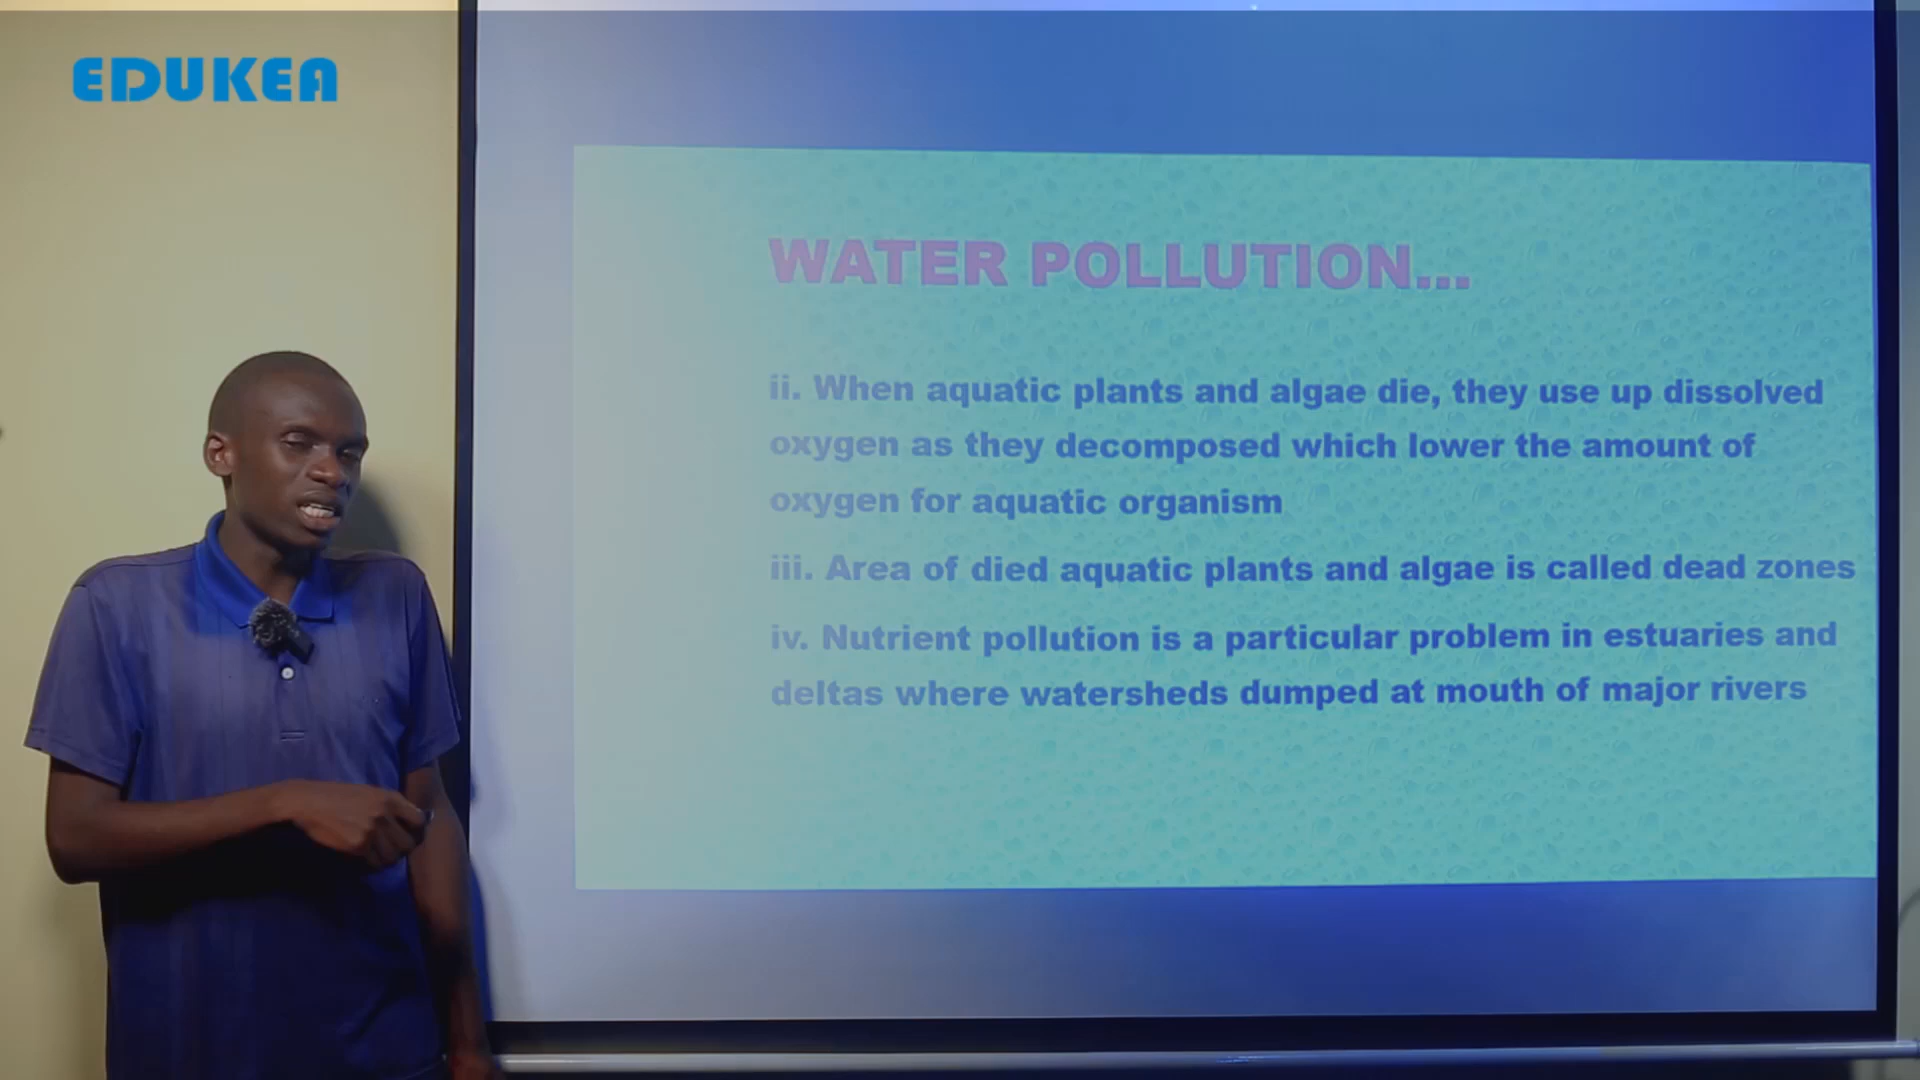 EDUKEA
WATER POLLUTION...
ii. When aquatic plants and algae die, they use up dissolved
oxygen as they decomposed which lower the amount of
oxygen for aquatic organism
iii. Area of died aquatic plants and algae is called dead zones
iv. Nutrient pollution is a particular problem in estuaries and
deltas where watersheds dumped at mouth of major rivers